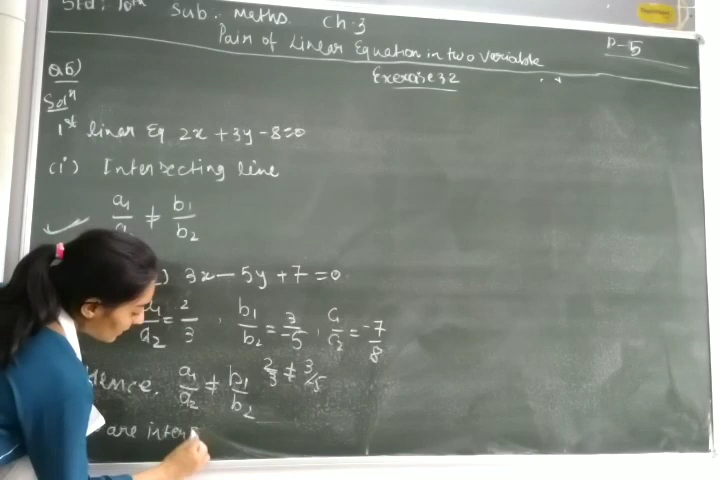 Std: 10th Sub. Maths. Ch.3
Pair of Linear Equation in two Variable
P-5
Exercise 3.2
Q.6)
Solⁿ
1st linear Eq 2x + 3y - 8 = 0
(i) Intersecting line
a₁/a₂ ≠ b₁/b₂
3x - 5y + 7 = 0
a₁/a₂ = 2/3, b₁/b₂ = 3/-5, c₁/c₂ = -7/8
Hence, a₁/a₂ ≠ b₁/b₂ 2/3 ≠ 3/-5
are inter